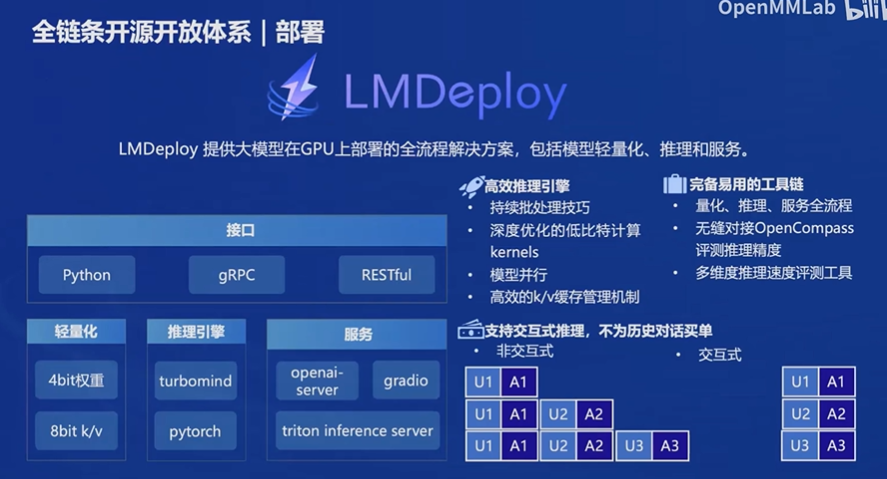 OpenMMLab
全链条开源开放体系｜部署
LMDeploy
LMDeploy 提供大模型在GPU上部署的全流程解决方案，包括模型轻量化、推理和服务。
接口
Python
gRPC
RESTful
轻量化
4bit权重
8bit k/v
推理引擎
turbomind
pytorch
服务
openai-
server
gradio
triton inference server
高效推理引擎
• 持续批处理技巧
• 深度优化的低比特计算
kernels
• 模型并行
• 高效的k/v缓存管理机制
完备易用的工具链
• 量化、推理、服务全流程
• 无缝对接OpenCompass
评测推理精度
• 多维度推理速度评测工具
支持交互式推理，不为历史对话买单
• 非交互式
U1 A1
U1 A1 U2 A2
U1 A1 U2 A2 U3 A3
• 交互式
U1 A1
U2 A2
U3 A3